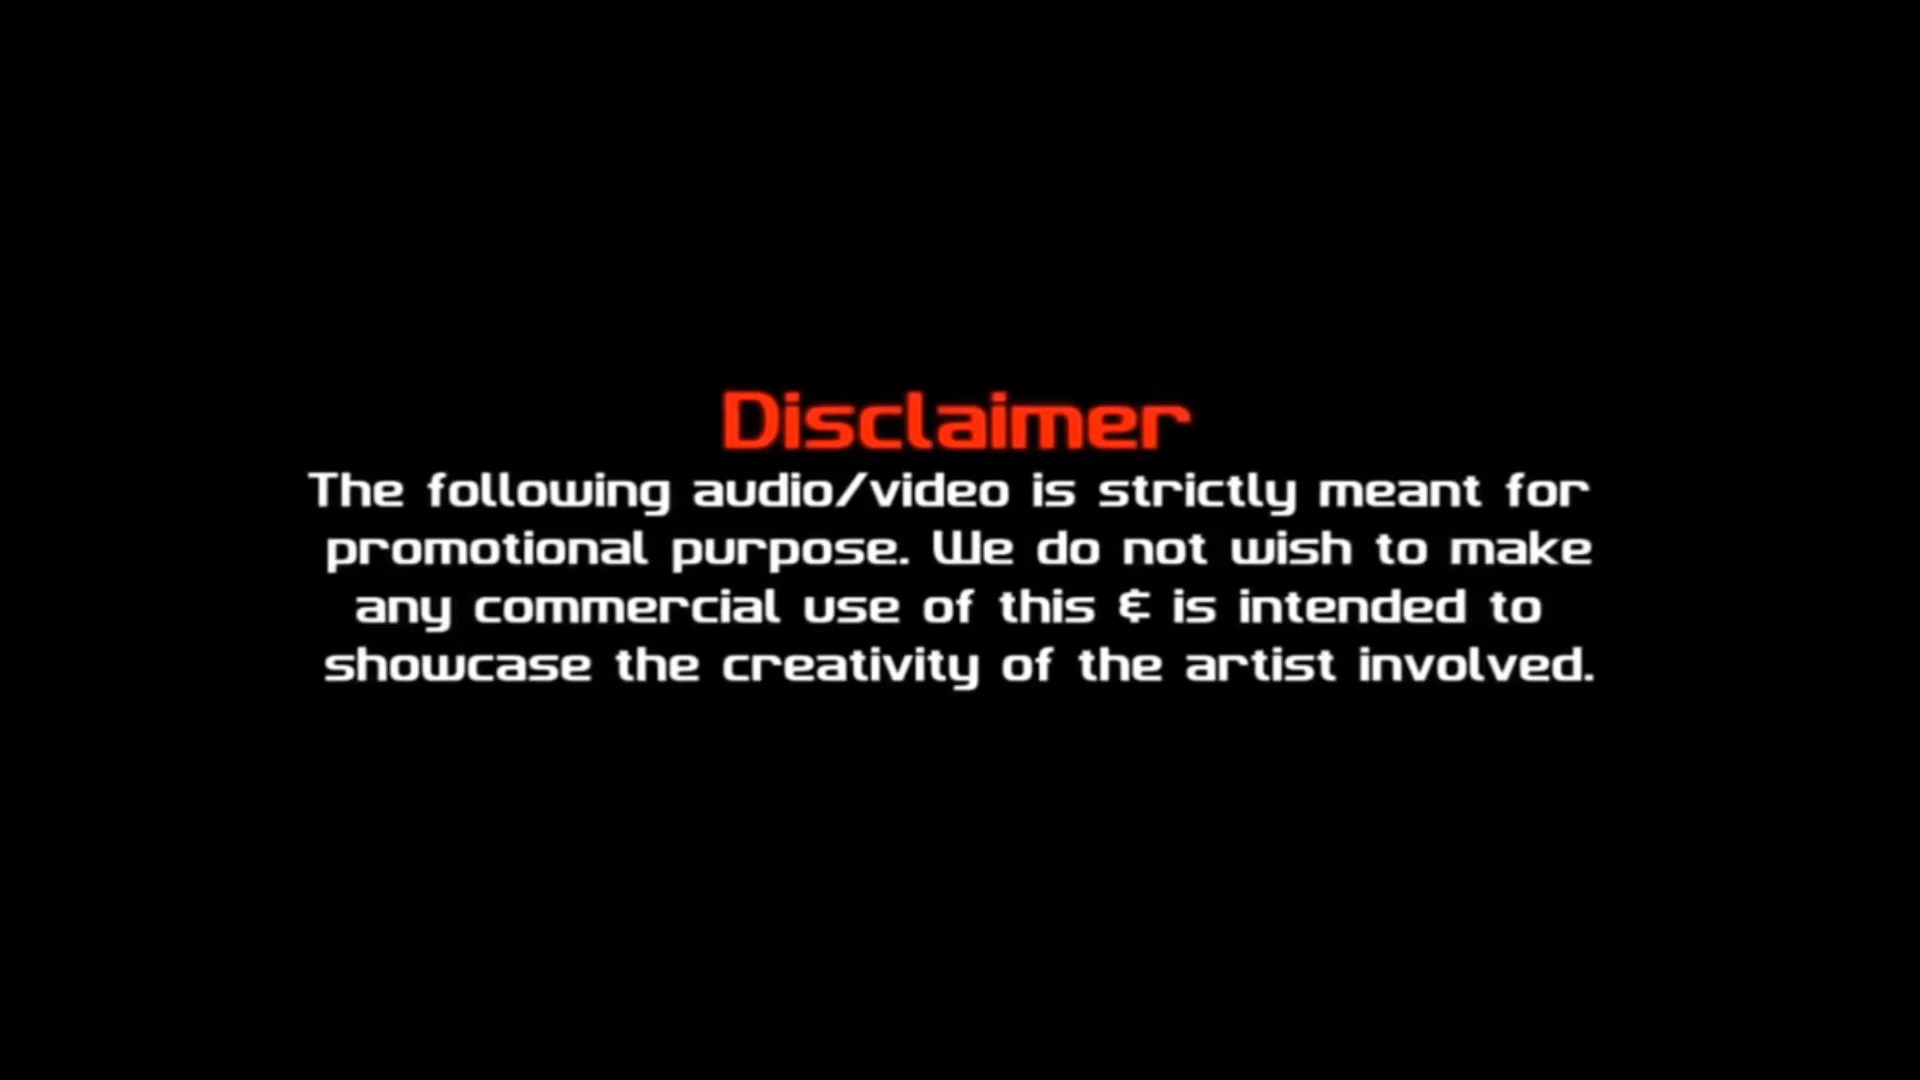 Disclaimer
The following audio/video is strictly meant for
promotional purpose. We do not wish to make
any commercial use of this & is intended to
showcase the creativity of the artist involved.